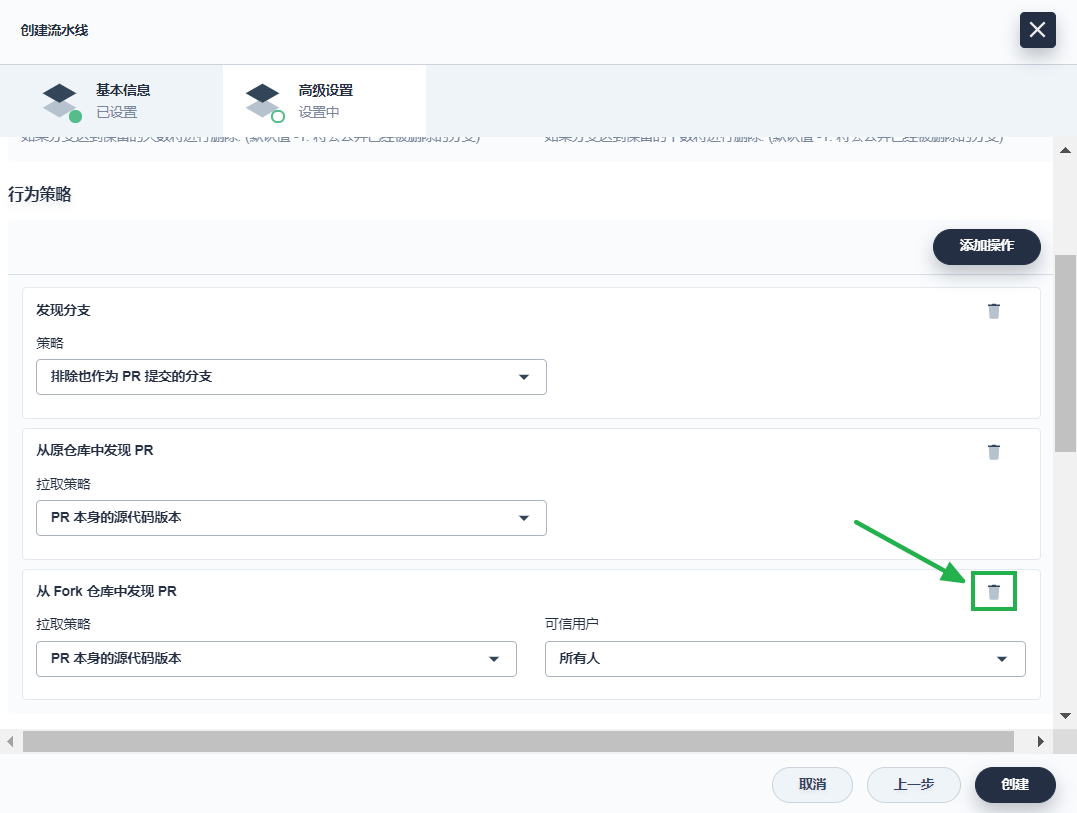 创建流水线
基本信息
已设置
高级设置
设置中
行为策略
添加操作
发现分支
策略
排除也作为 PR 提交的分支
从原仓库中发现 PR
拉取策略
PR 本身的源代码版本
从 Fork 仓库中发现 PR
拉取策略
可信用户
PR 本身的源代码版本
所有人
取消
上一步
创建